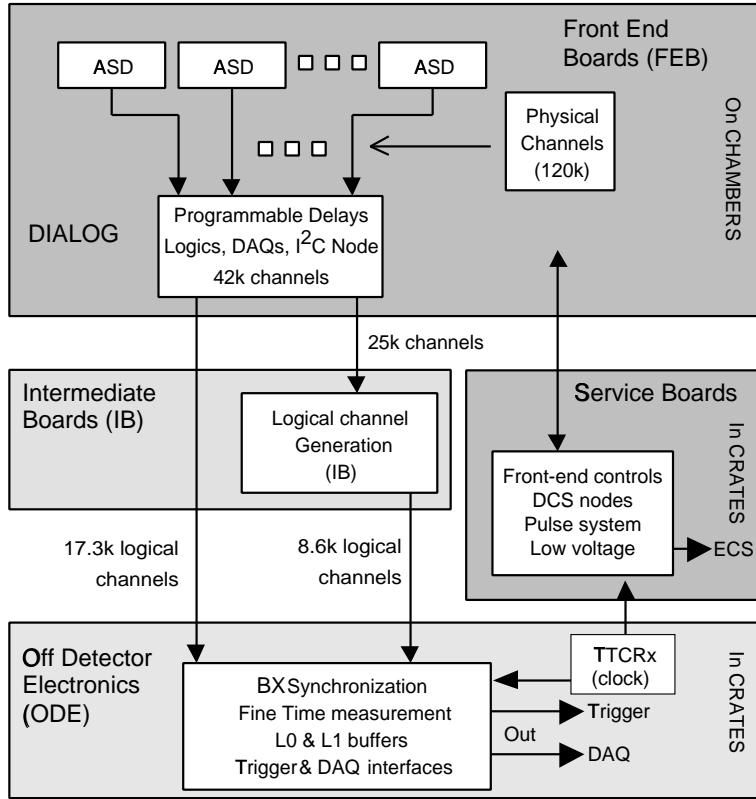 Front End
Boards (FEB)
ASD
ASD
ASD
On CHAMBERS
Physical
Channels
(120k)
DIALOG
Programmable Delays
Logics, DAQs, I²C Node
42k channels
25k channels
Intermediate
Boards (IB)
Logical channel
Generation
(IB)
Service Boards
In CRATES
Front-end controls
DCS nodes
Pulse system
Low voltage
ECS
17.3k logical
channels
8.6k logical
channels
Off Detector
Electronics
(ODE)
TTCRx
(clock)
In CRATES
BX Synchronization
Fine Time measurement
L0 & L1 buffers
Trigger & DAQ interfaces
Out
Trigger
DAQ